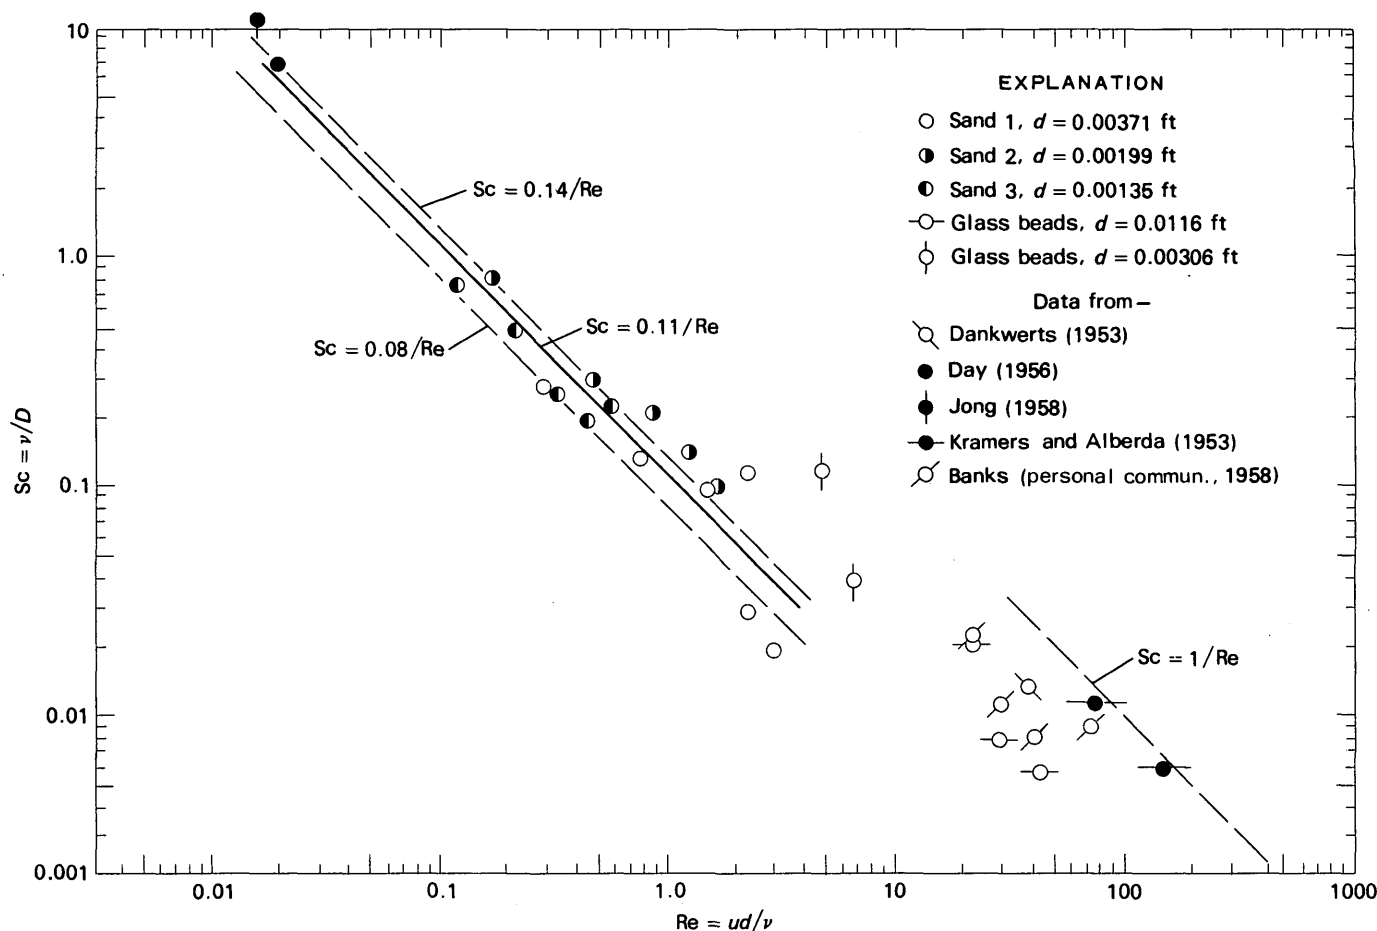 10
1.0
0.1
0.01
0.001
Sc = ν/D
0.01
0.1
1.0
10
100
1000
Re = ud/ν
Sc = 0.14/Re
Sc = 0.11/Re
Sc = 0.08/Re
Sc = 1/Re
EXPLANATION
Sand 1, d = 0.00371 ft
Sand 2, d = 0.00199 ft
Sand 3, d = 0.00135 ft
Glass beads, d = 0.0116 ft
Glass beads, d = 0.00306 ft
Data from—
Dankwerts (1953)
Day (1956)
Jong (1958)
Kramers and Alberda (1953)
Banks (personal commun., 1958)